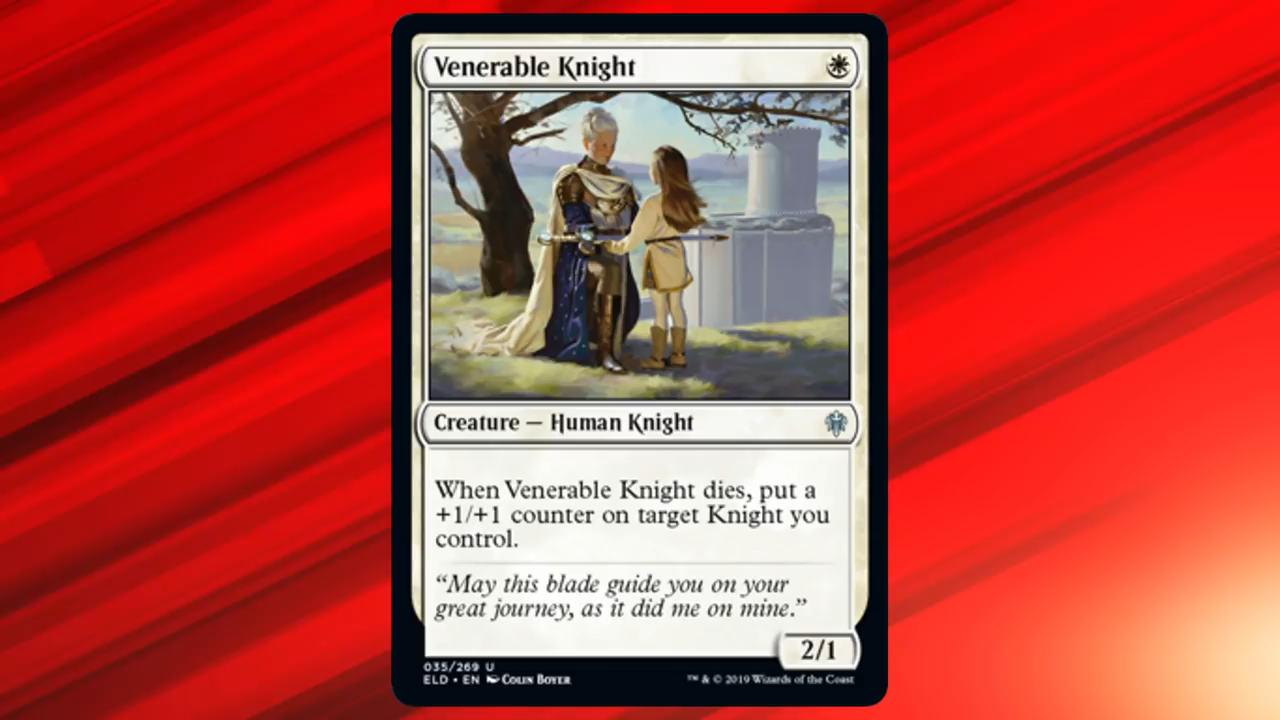 Venerable Knight
Creature — Human Knight
When Venerable Knight dies, put a
+1/+1 counter on target Knight you
control.
“May this blade guide you on your
great journey, as it did me on mine.”
2/1
035/269 U
ELD • EN Colin Boyer
™ & © 2019 Wizards of the Coast